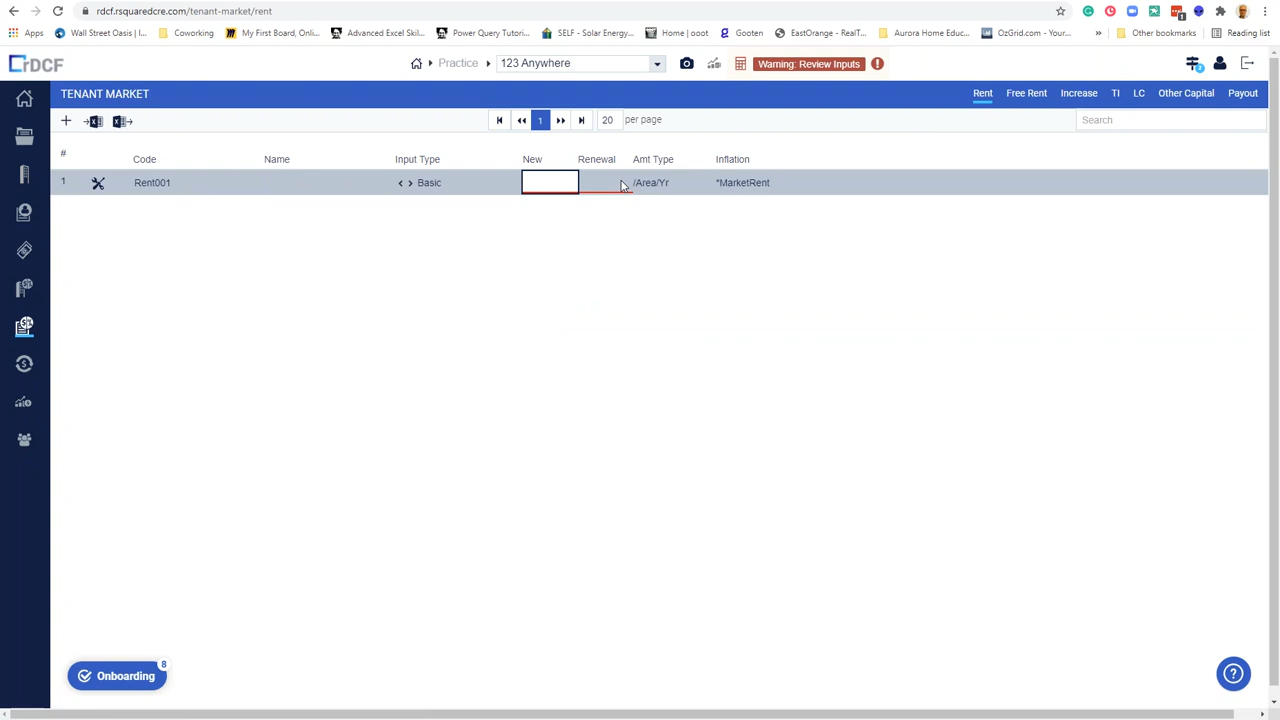 rdcf.rsquaredcre.com/tenant-market/rent
1
Apps Wall Street Oasis | I... Coworking My First Board, Onli... Advanced Excel Skil... Power Query Tutori... SELF - Solar Energy... Home | ooot Gooten EastOrange - RealT... Aurora Home Educ... OzGrid.com - Your... » Other bookmarks Reading list
rDCF Practice 123 Anywhere Warning: Review Inputs
TENANT MARKET Rent Free Rent Increase TI LC Other Capital Payout
1 20 per page Search
# Code Name Input Type New Renewal Amt Type Inflation
1 Rent001 Basic /Area/Yr *MarketRent
Onboarding 8